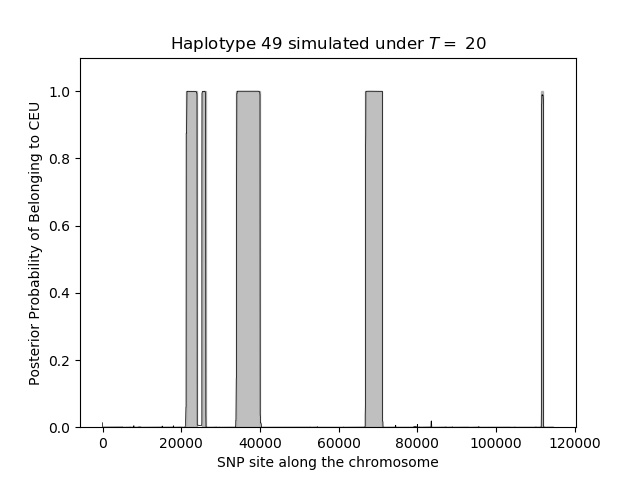 Haplotype 49 simulated under T = 20
1.0
0.8
0.6
0.4
0.2
0.0
Posterior Probability of Belonging to CEU
0 20000 40000 60000 80000 100000 120000
SNP site along the chromosome